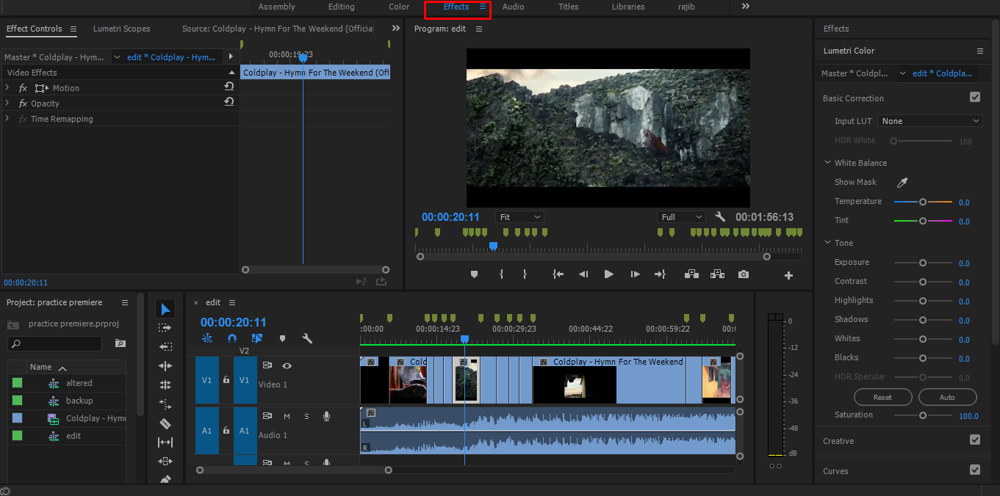 Assembly Editing Color Effects Audio Titles Libraries rajib
Effect Controls Lumetri Scopes Source: Coldplay - Hymn For The Weekend (Official
Program: edit
Effects
Lumetri Color
Master * Coldplay - Hym... edit * Coldplay - Hym...
00:00:19:23
Video Effects
Coldplay - Hymn For The Weekend (Off
fx Motion
fx Opacity
fx Time Remapping
00:00:20:11
00:00:20:11 Fit Full 00:01:56:13
Master * Coldpl... edit * Coldpla...
Basic Correction
Input LUT None
HDR White 100
White Balance
Show Mask
Temperature 0.0
Tint 0.0
Tone
Exposure 0.0
Contrast 0.0
Highlights 0.0
Shadows 0.0
Whites 0.0
Blacks 0.0
HDR Specular 0.0
Reset Auto
Saturation 100.0
Creative
Curves
Project: practice premiere
practice premiere.prproj
Name
altered
backup
Coldplay - Hymn
edit
× edit
00:00:20:11
:00:00 00:00:14:23 00:00:29:23 00:00:44:22 00:00:59:22 00:0
V2
V1 V1 Video 1
fx fx Cold fx fx Coldplay - Hymn For The Weekend fx
A1 A1 M S Audio 1
fx
L
R
M S
0
-12
-24
-36
-48
dB